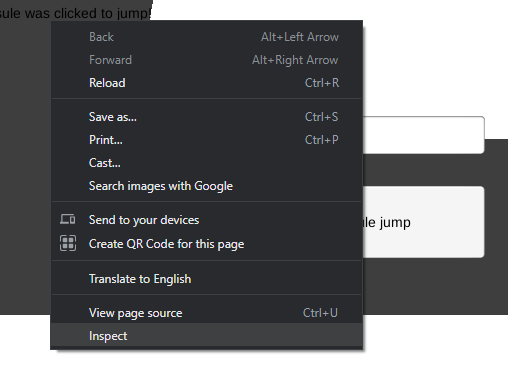 sule was clicked to jump!
Back Alt+Left Arrow
Forward Alt+Right Arrow
Reload Ctrl+R
Save as... Ctrl+S
Print... Ctrl+P
Cast...
Search images with Google
ule jump
Send to your devices
Create QR Code for this page
Translate to English
View page source Ctrl+U
Inspect